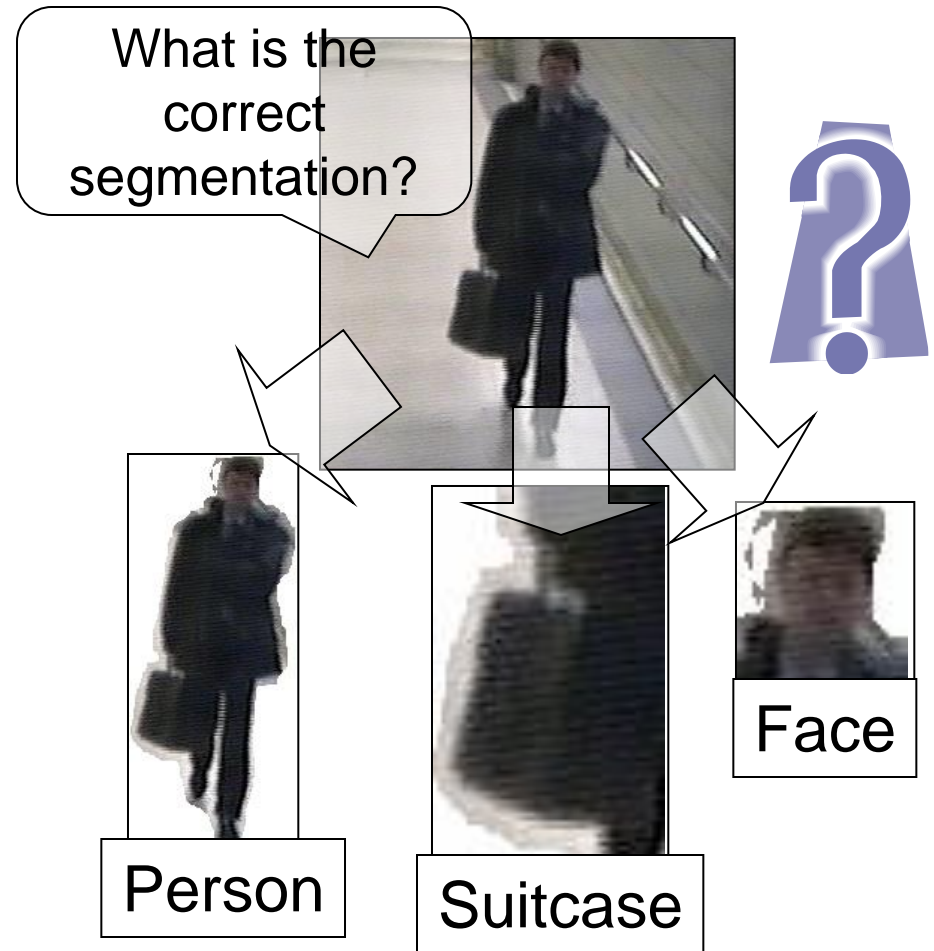 What is the
correct
segmentation?
?
Face
Person
Suitcase